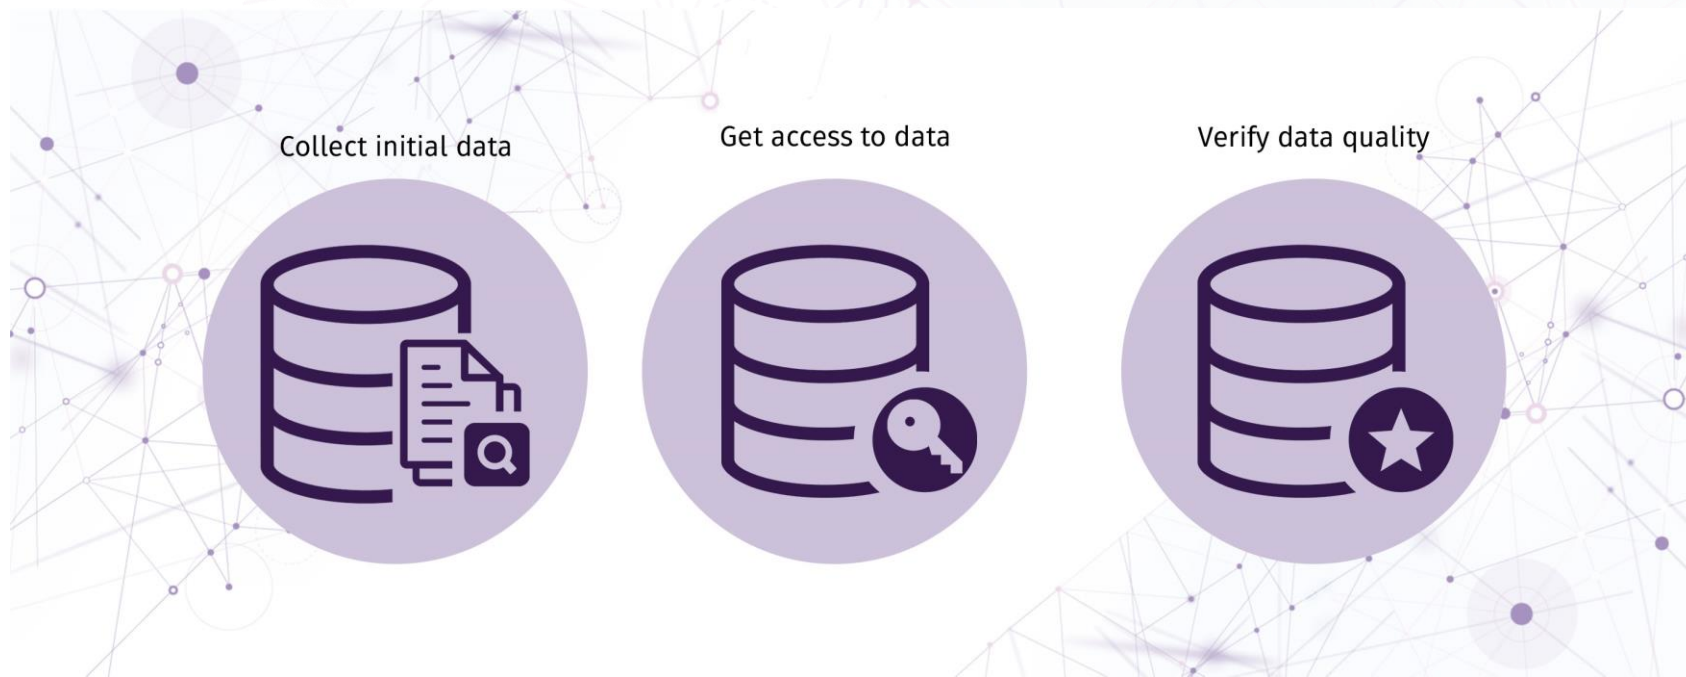 Collect initial data
Get access to data
Verify data quality